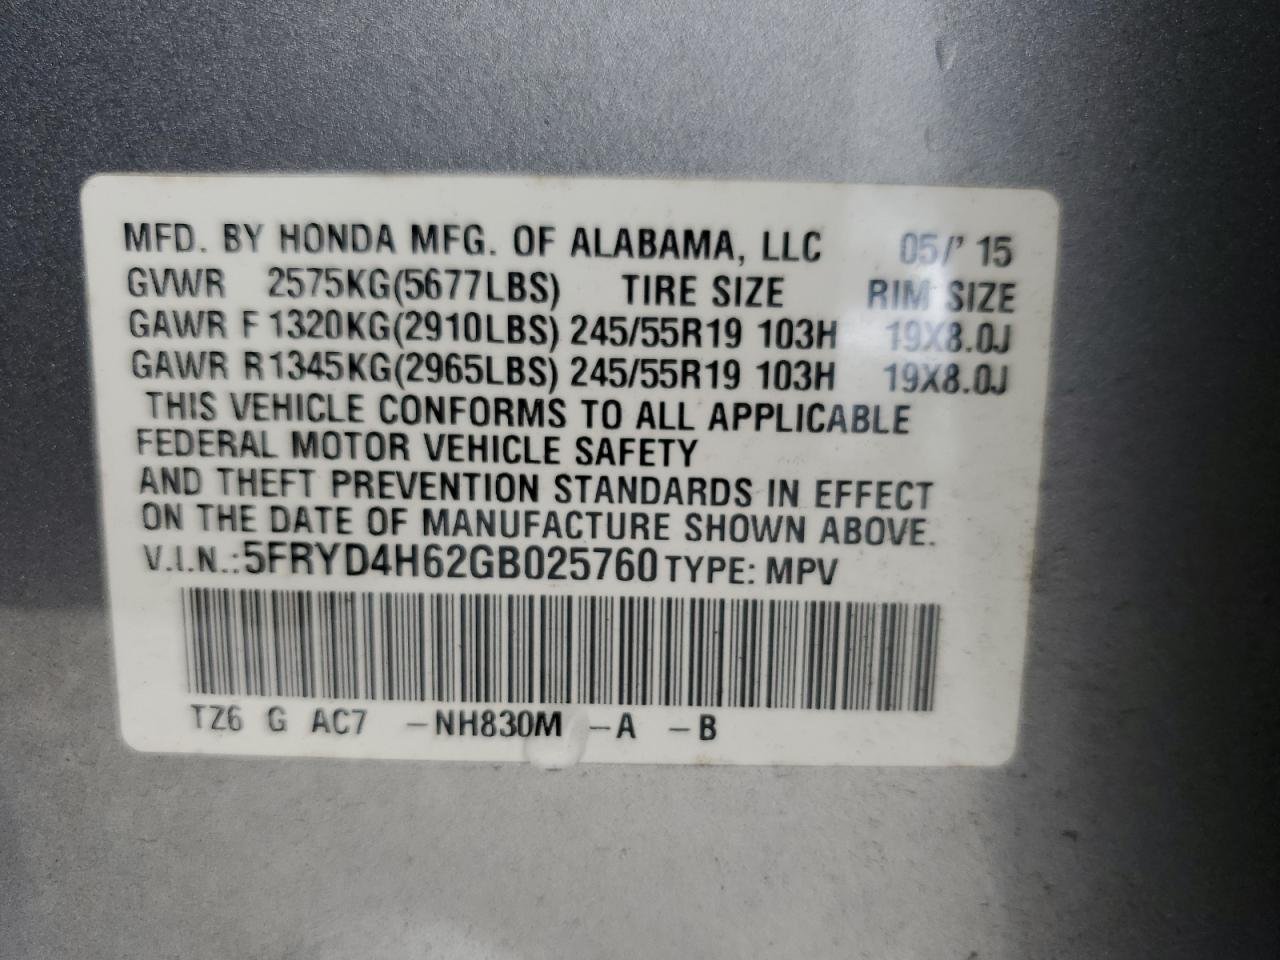 MFD. BY HONDA MFG. OF ALABAMA, LLC 05/' 15
GVWR 2575KG(5677LBS) TIRE SIZE RIM SIZE
GAWR F 1320KG(2910LBS) 245/55R19 103H 19X8.0J
GAWR R 1345KG(2965LBS) 245/55R19 103H 19X8.0J
THIS VEHICLE CONFORMS TO ALL APPLICABLE
FEDERAL MOTOR VEHICLE SAFETY
AND THEFT PREVENTION STANDARDS IN EFFECT
ON THE DATE OF MANUFACTURE SHOWN ABOVE.
V.I.N.:5FRYD4H62GB025760 TYPE: MPV
TZ6 G AC7 -NH830M -A -B